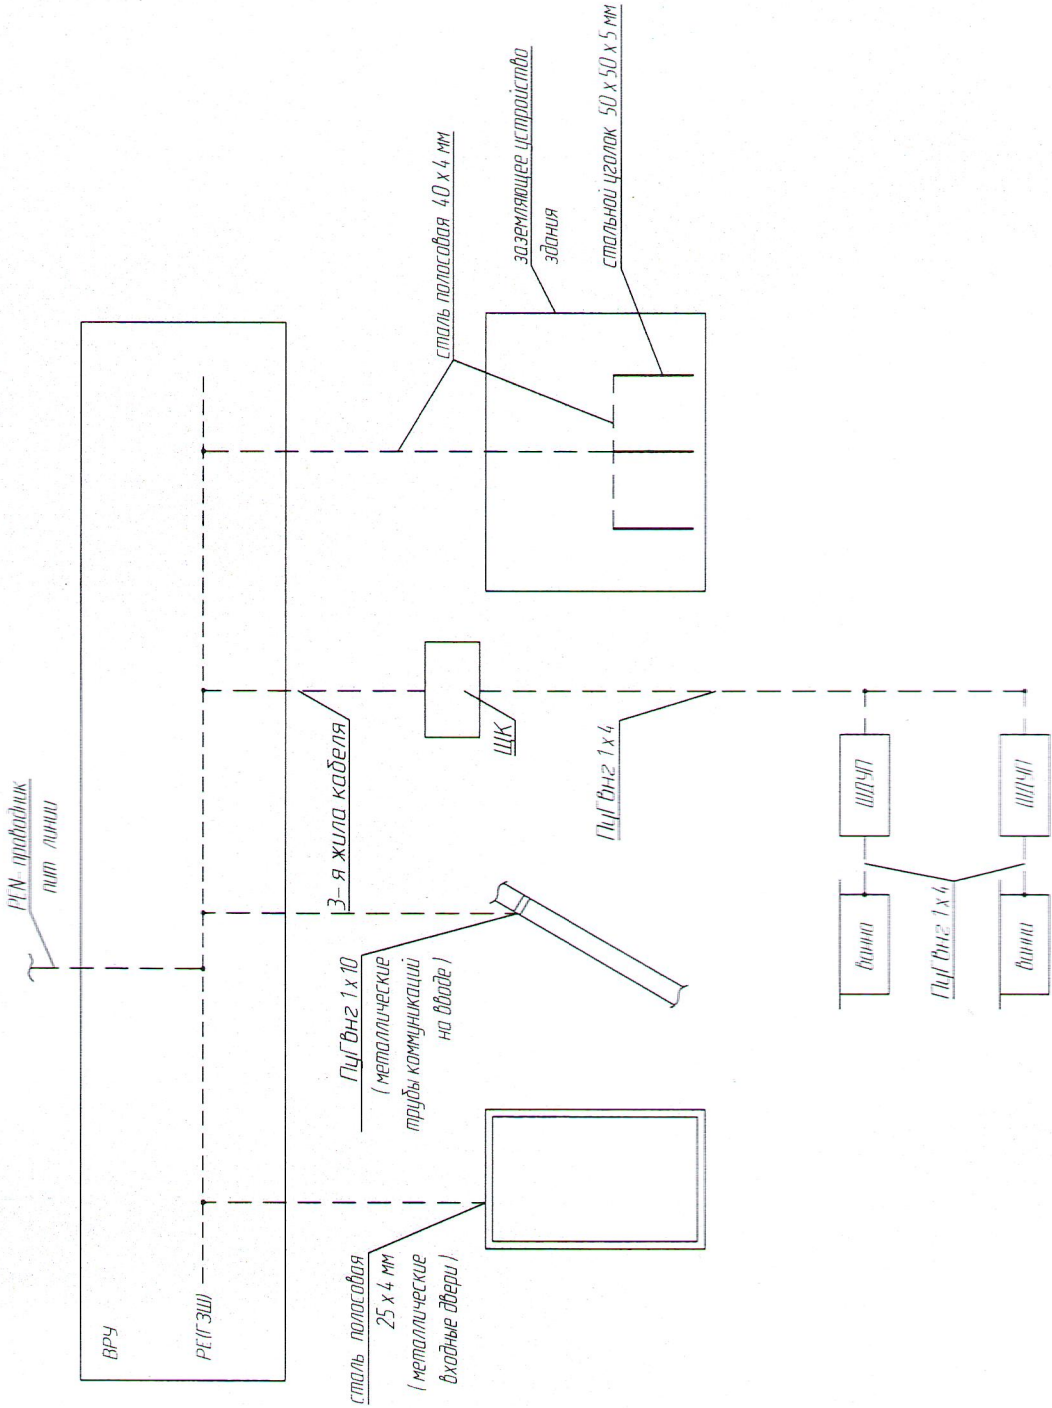 PEN-проводник
пит линии
ВРУ
РЕ(ГЗШ)
сталь полосовая
25 х 4 мм
( металлические
входные двери )
ПуГВнг 1 х 10
( металлические
трубы коммуникаций
на вводе )
3-я жила кабеля
ЩК
ПуГВнг 1 х 4
сталь полосовая 40 х 4 мм
заземляющее устройство
здания
стальной уголок 50 х 50 х 5 мм
ШДУП
ШДУП
ванна
ванна
ПуГВнг 1 х 4